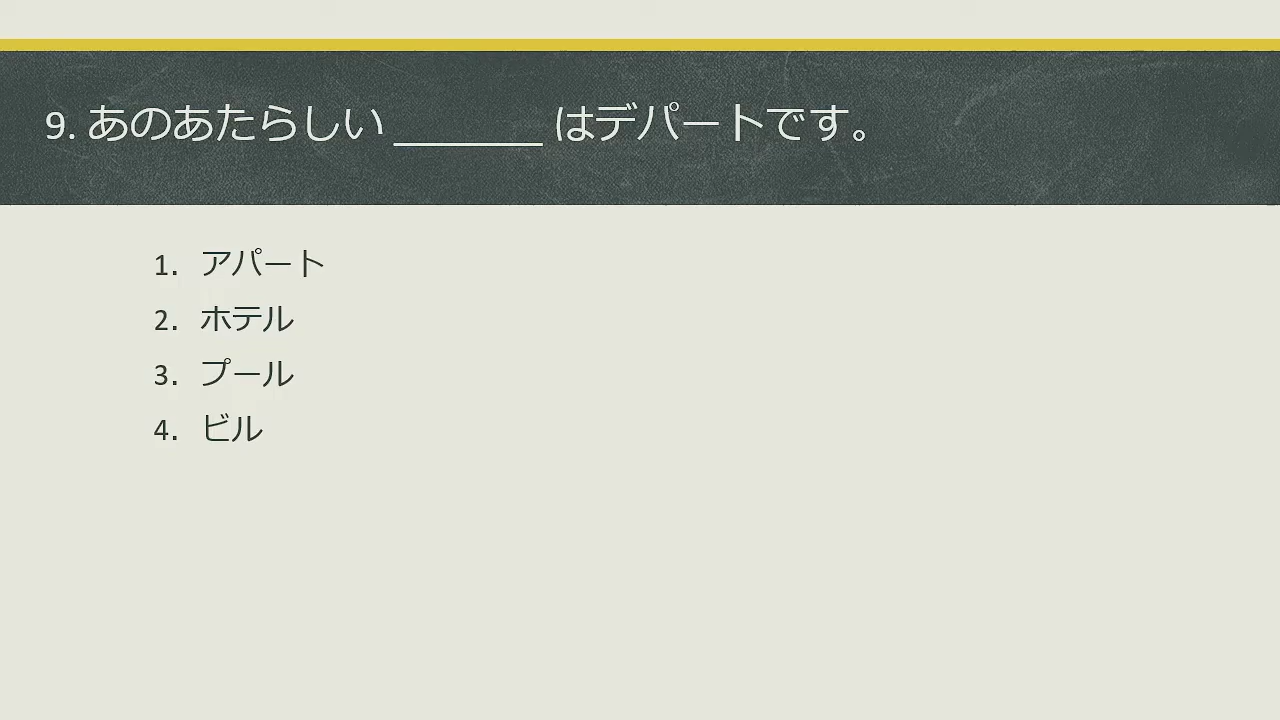 9. あのあたらしい _______ はデパートです。
1. アパート
2. ホテル
3. プール
4. ビル